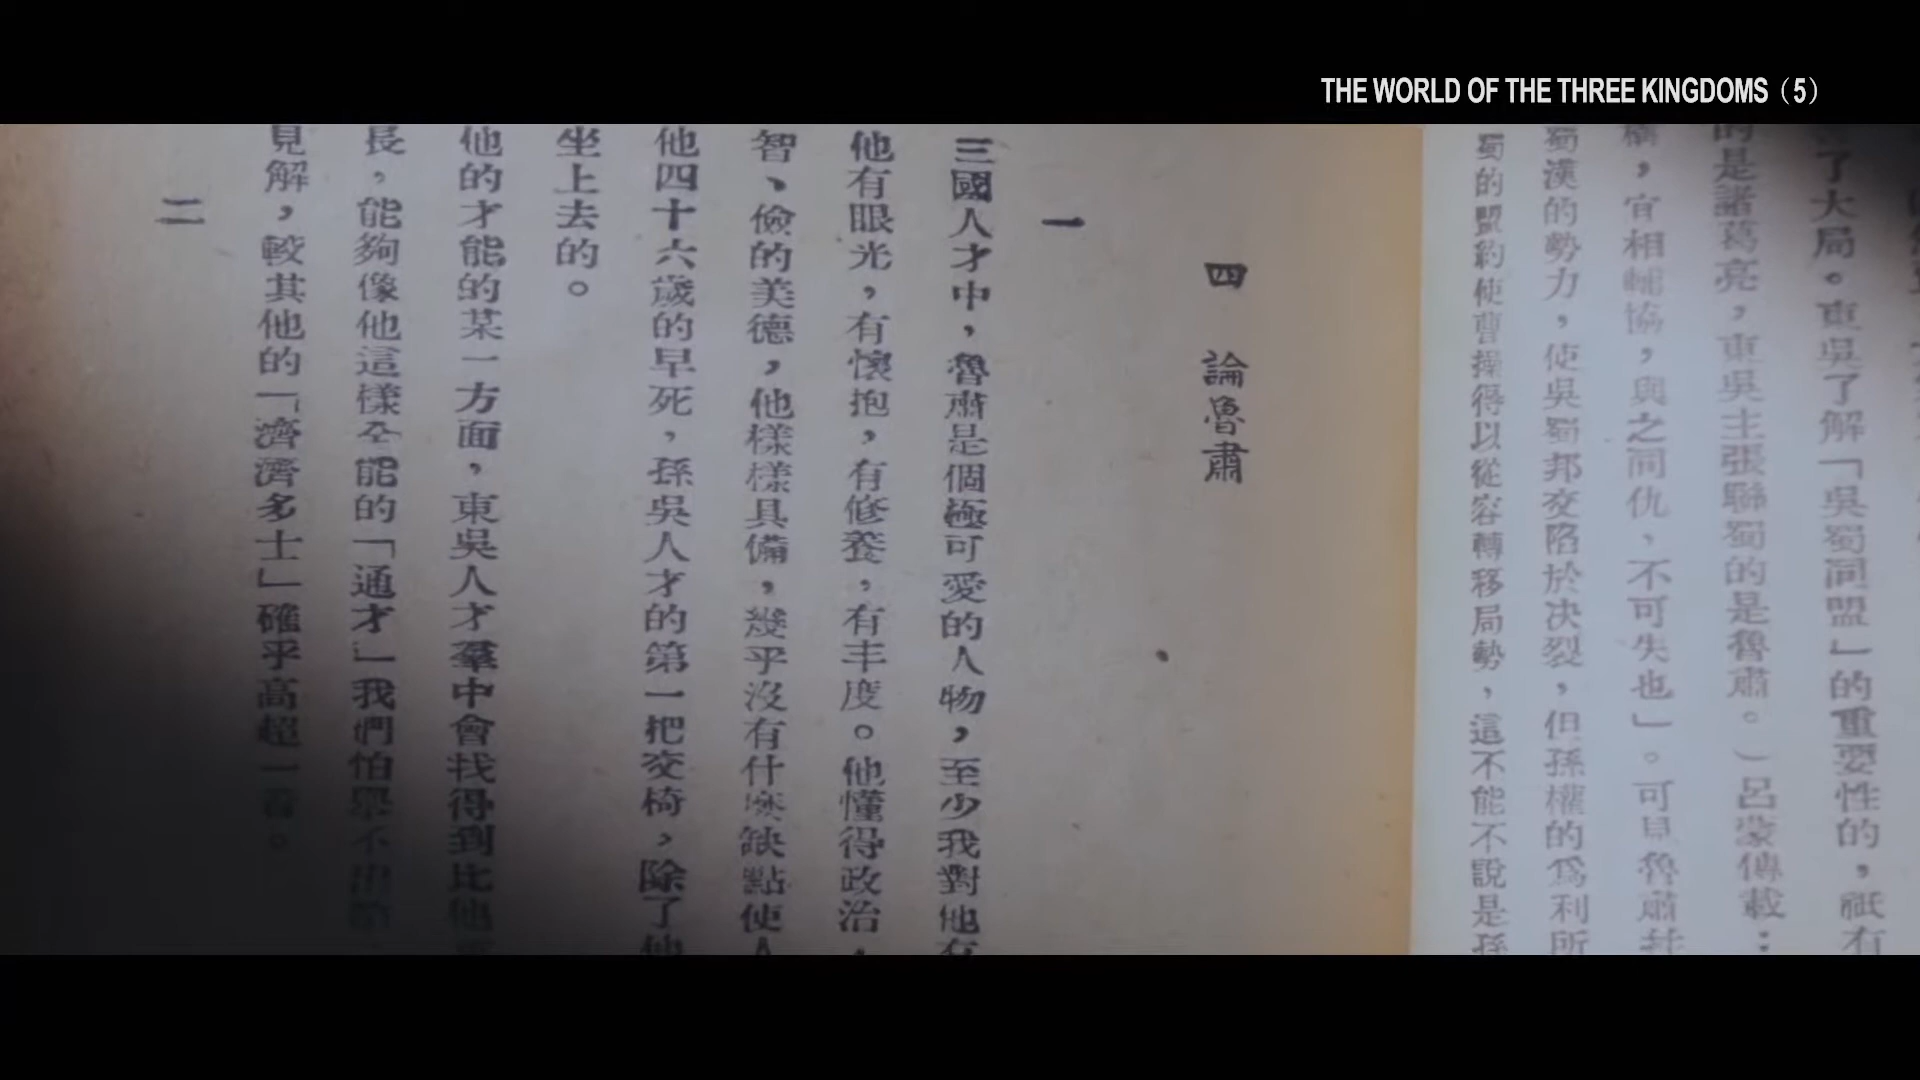 THE WORLD OF THE THREE KINGDOMS（5）
了大局。東吳了解「吳蜀同盟」的重要性的，祇有
的是諸葛亮，東吳主張聯蜀的是魯肅。）呂蒙傳載：
，宜相輔協，與之同仇、不可失也」。可見魯肅
蜀漢的勢力，使吳蜀邦交陷於决裂，但孫權的爲利所
蜀的盟約使曹操得以從容轉移局勢，這不能不說是孫
四　論魯肅
一
三國人才中，魯肅是個極可愛的人物，至少我對他有
他有眼光，有懷抱，有修養，有丰度。他懂得政治，
智、儉的美德，他樣樣具備，幾乎沒有什麽缺點使人
他四十六歲的早死，孫吳人才的第一把交椅，除了他
坐上去的。
他的才能的某一方面，東吳人才羣中會找得到比他
長，能夠像他這樣全能的「通才」我們怕舉不出第
見解，較其他的「濟濟多士」確乎高超一着。
二